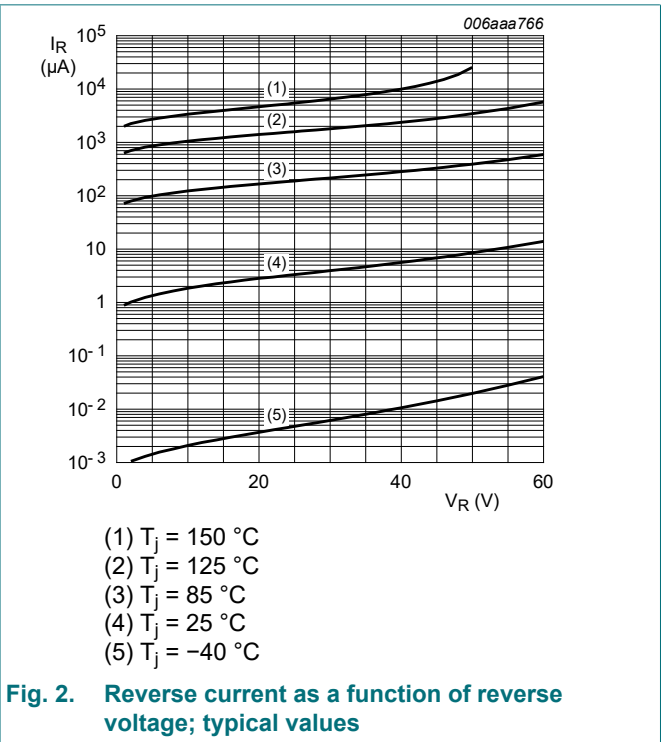 006aaa766
I_R
(µA)
10^5
10^4
10^3
10^2
10
1
10^-1
10^-2
10^-3
(1)
(2)
(3)
(4)
(5)
0 20 40 60
V_R (V)
(1) T_j = 150 °C
(2) T_j = 125 °C
(3) T_j = 85 °C
(4) T_j = 25 °C
(5) T_j = −40 °C
Fig. 2. Reverse current as a function of reverse
voltage; typical values